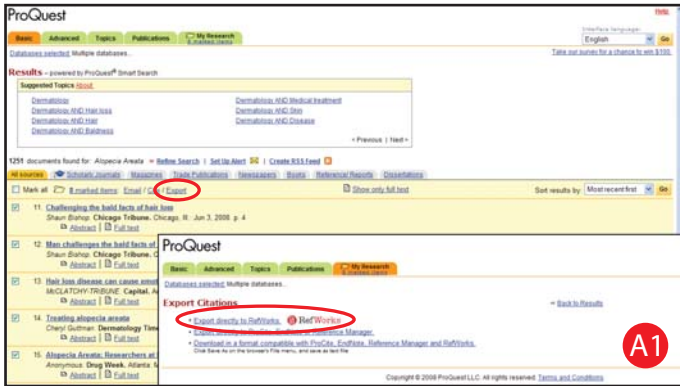 ProQuest
Help
Basic Advanced Topics Publications My Research
8 marked items
Interface language:
English Go
Databases selected: Multiple databases...
Take our survey for a chance to win $100.
Results – powered by ProQuest® Smart Search
Suggested Topics About
Dermatology Dermatology AND Medical treatment
Dermatology AND Hair loss Dermatology AND Skin
Dermatology AND Hair Dermatology AND Disease
Dermatology AND Baldness
< Previous | Next >
1251 documents found for: Alopecia Areata » Refine Search | Set Up Alert | Create RSS Feed
All sources Scholarly Journals Magazines Trade Publications Newspapers Books Reference/Reports Dissertations
Mark all 8 marked items: Email / Cite / Export Show only full text Sort results by: Most recent first Go
11. Challenging the bald facts of hair loss
Shaun Bishop. Chicago Tribune. Chicago, Ill.: Jun 3, 2008. p. 4
Abstract | Full text
12. Man challenges the bald facts of
Shaun Bishop. Chicago Tribune. C
Abstract | Full text
13. Hair loss disease can cause emot
McCLATCHY-TRIBUNE. Capital. A
Abstract | Full text
14. Treating alopecia areata
Cheryl Guttman. Dermatology Time
Abstract | Full text
15. Alopecia Areata; Researchers at
Anonymous. Drug Week. Atlanta:
Abstract | Full text
ProQuest
Basic Advanced Topics Publications My Research
8 marked items
Databases selected: Multiple databases...
Export Citations « Back to Results
Export directly to RefWorks. RefWorks
Export directly to ProCite, EndNote or Reference Manager.
Download in a format compatible with ProCite, EndNote, Reference Manager and RefWorks.
Click Save As on the browser's File menu, and save as text file
A1
Copyright © 2008 ProQuest LLC. All rights reserved. Terms and Conditions